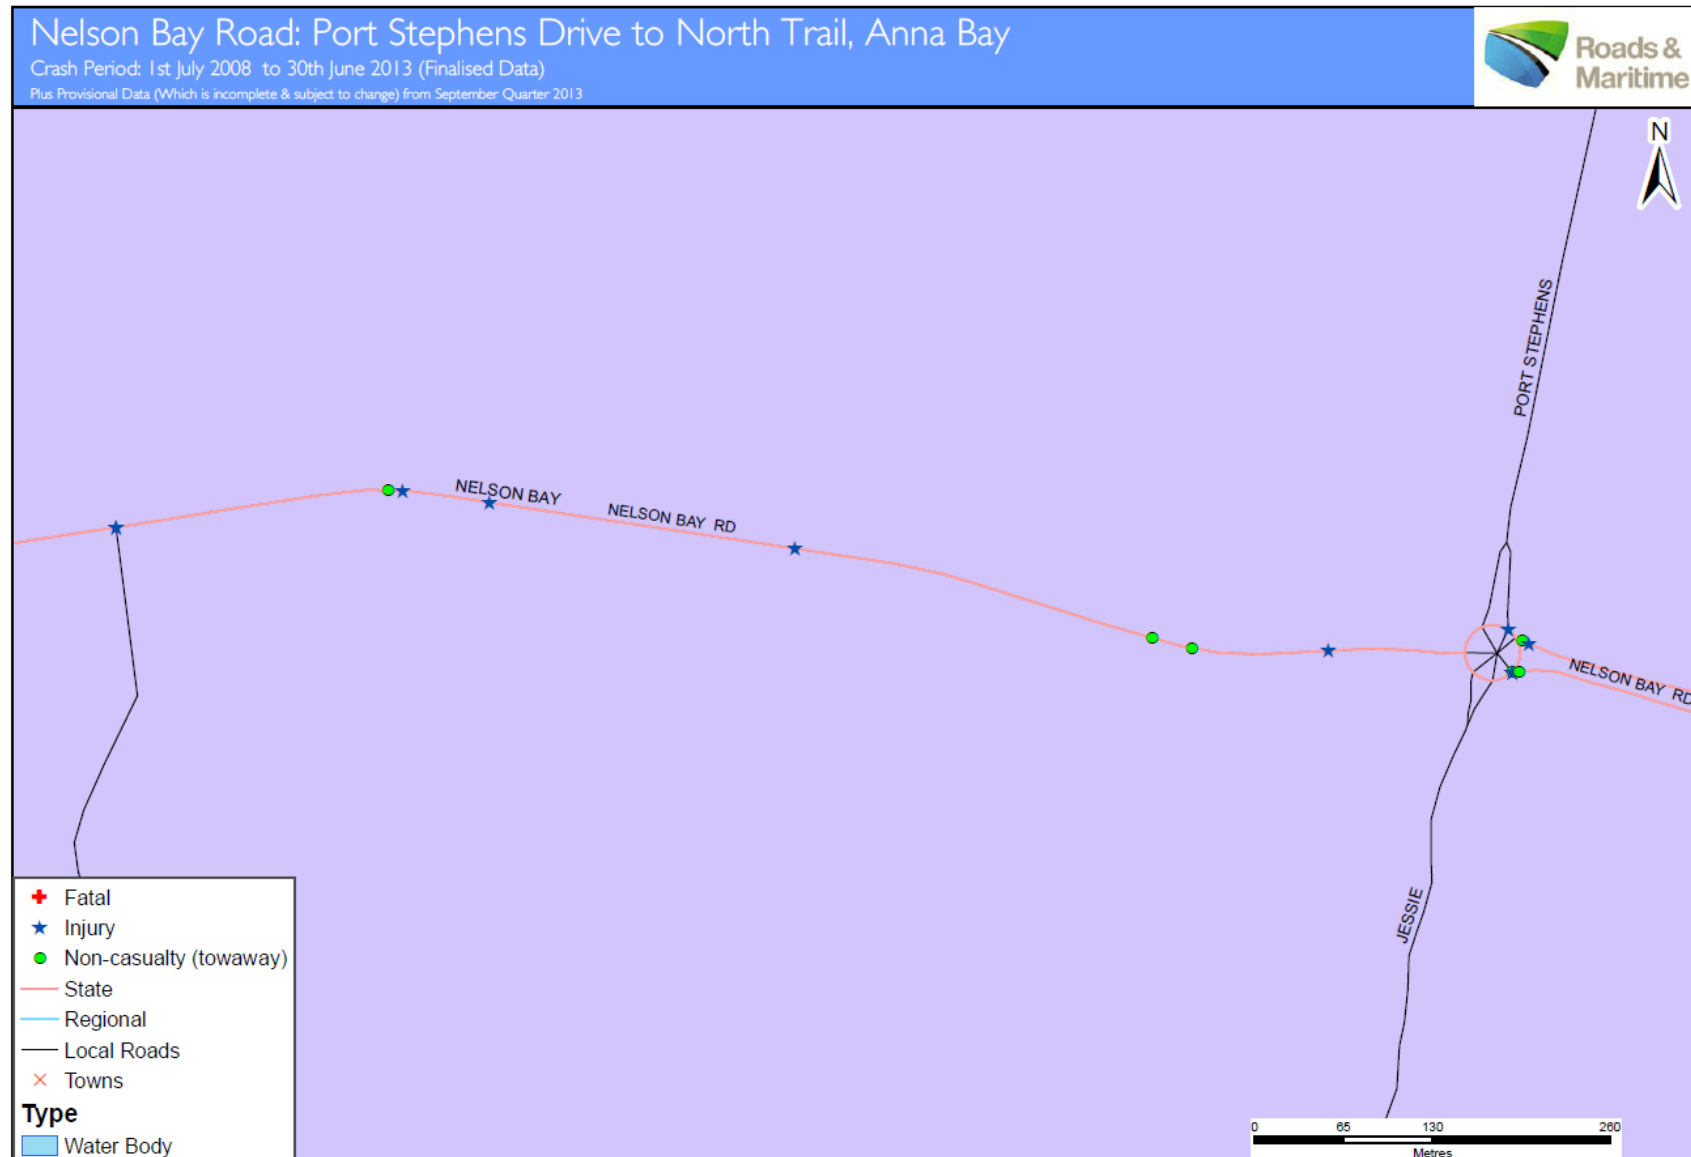 Nelson Bay Road: Port Stephens Drive to North Trail, Anna Bay
Crash Period: 1st July 2008 to 30th June 2013 (Finalised Data)
Plus Provisional Data (Which is incomplete & subject to change) from September Quarter 2013
Roads &
Maritime
N
PORT STEPHENS
NELSON BAY
NELSON BAY RD
NELSON BAY RD
JESSIE
Fatal
Injury
Non-casualty (towaway)
State
Regional
Local Roads
Towns
Type
Water Body
0 65 130 260
Metres